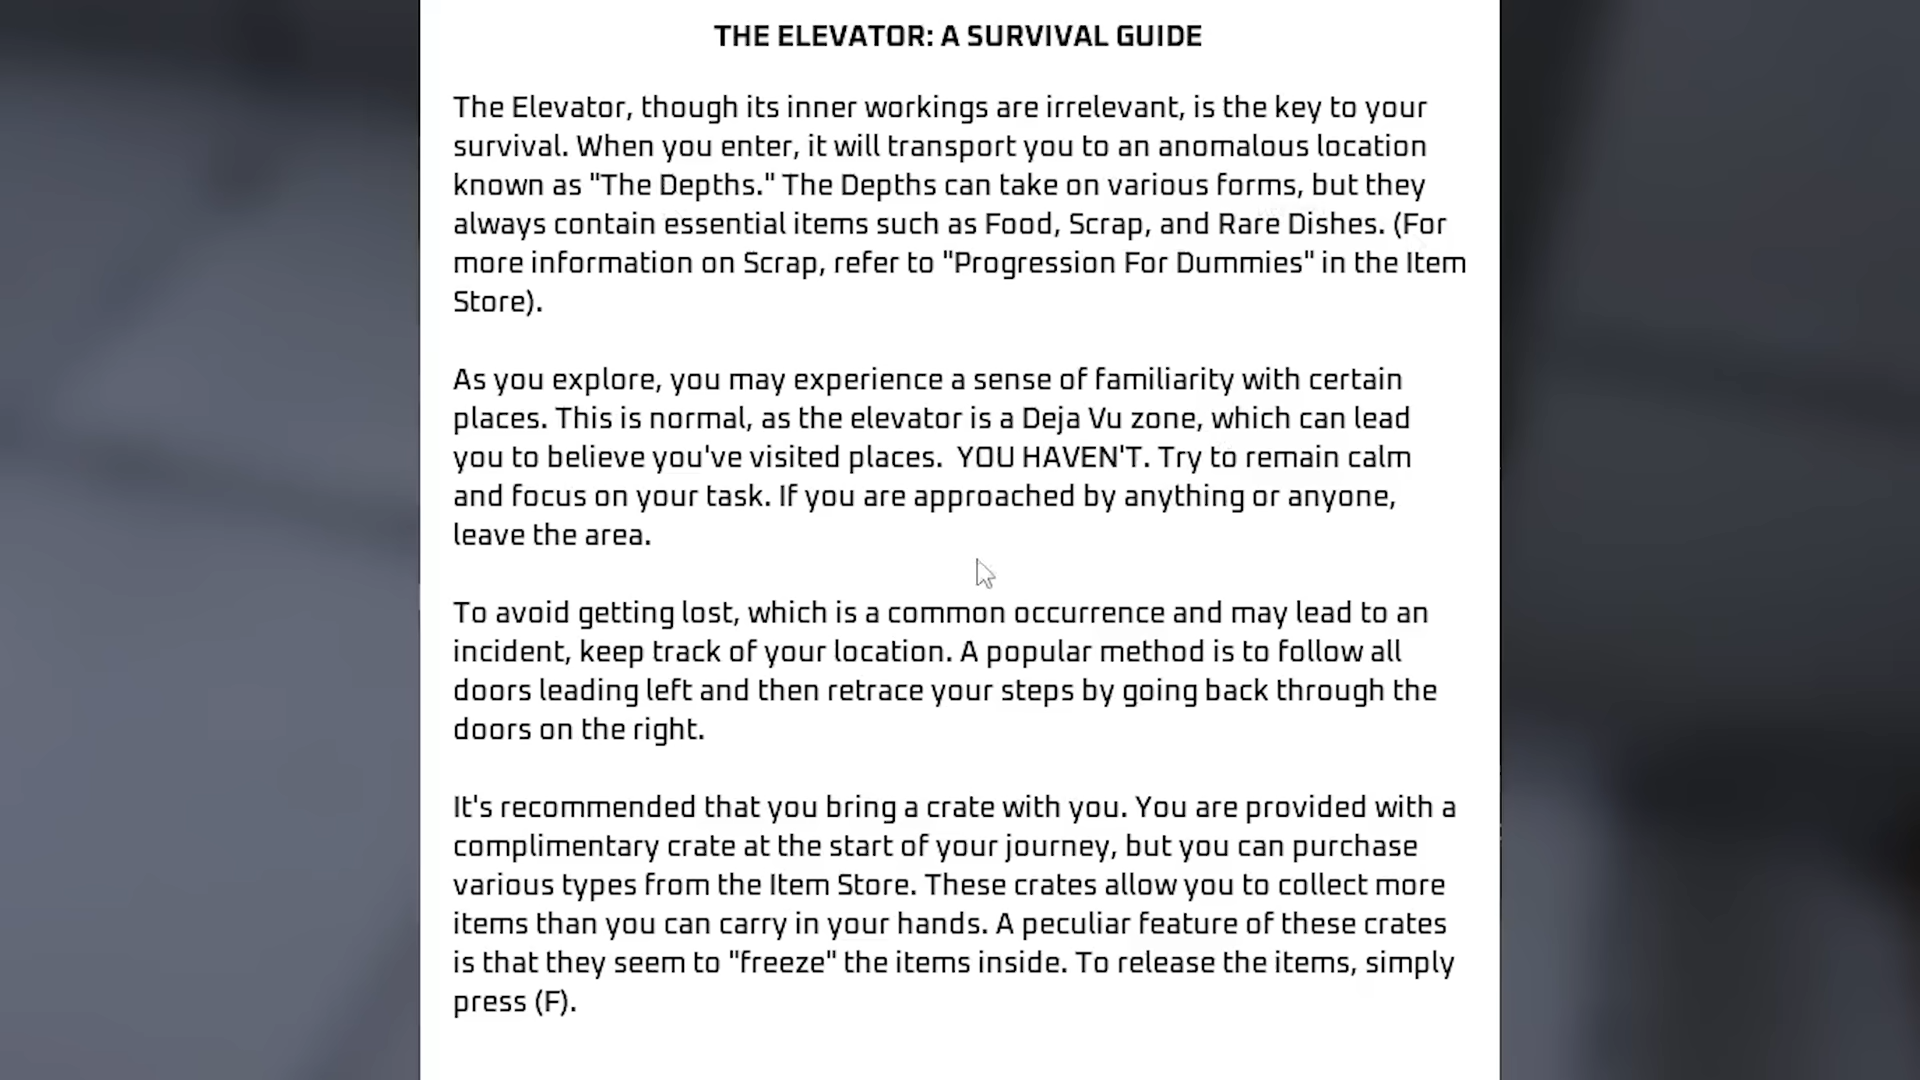 THE ELEVATOR: A SURVIVAL GUIDE
The Elevator, though its inner workings are irrelevant, is the key to your
survival. When you enter, it will transport you to an anomalous location
known as "The Depths." The Depths can take on various forms, but they
always contain essential items such as Food, Scrap, and Rare Dishes. (For
more information on Scrap, refer to "Progression For Dummies" in the Item
Store).
As you explore, you may experience a sense of familiarity with certain
places. This is normal, as the elevator is a Deja Vu zone, which can lead
you to believe you've visited places.  YOU HAVEN'T. Try to remain calm
and focus on your task. If you are approached by anything or anyone,
leave the area.
To avoid getting lost, which is a common occurrence and may lead to an
incident, keep track of your location. A popular method is to follow all
doors leading left and then retrace your steps by going back through the
doors on the right.
It's recommended that you bring a crate with you. You are provided with a
complimentary crate at the start of your journey, but you can purchase
various types from the Item Store. These crates allow you to collect more
items than you can carry in your hands. A peculiar feature of these crates
is that they seem to "freeze" the items inside. To release the items, simply
press (F).